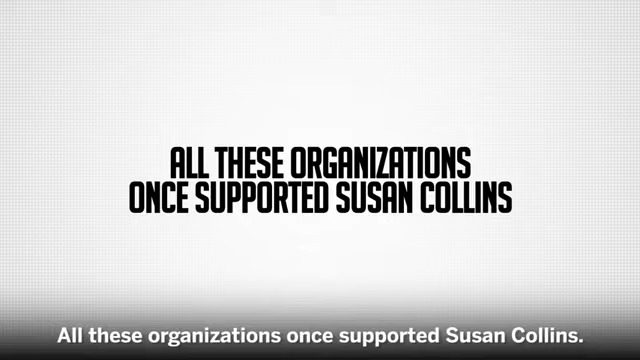 ALL THESE ORGANIZATIONS
ONCE SUPPORTED SUSAN COLLINS
All these organizations once supported Susan Collins.